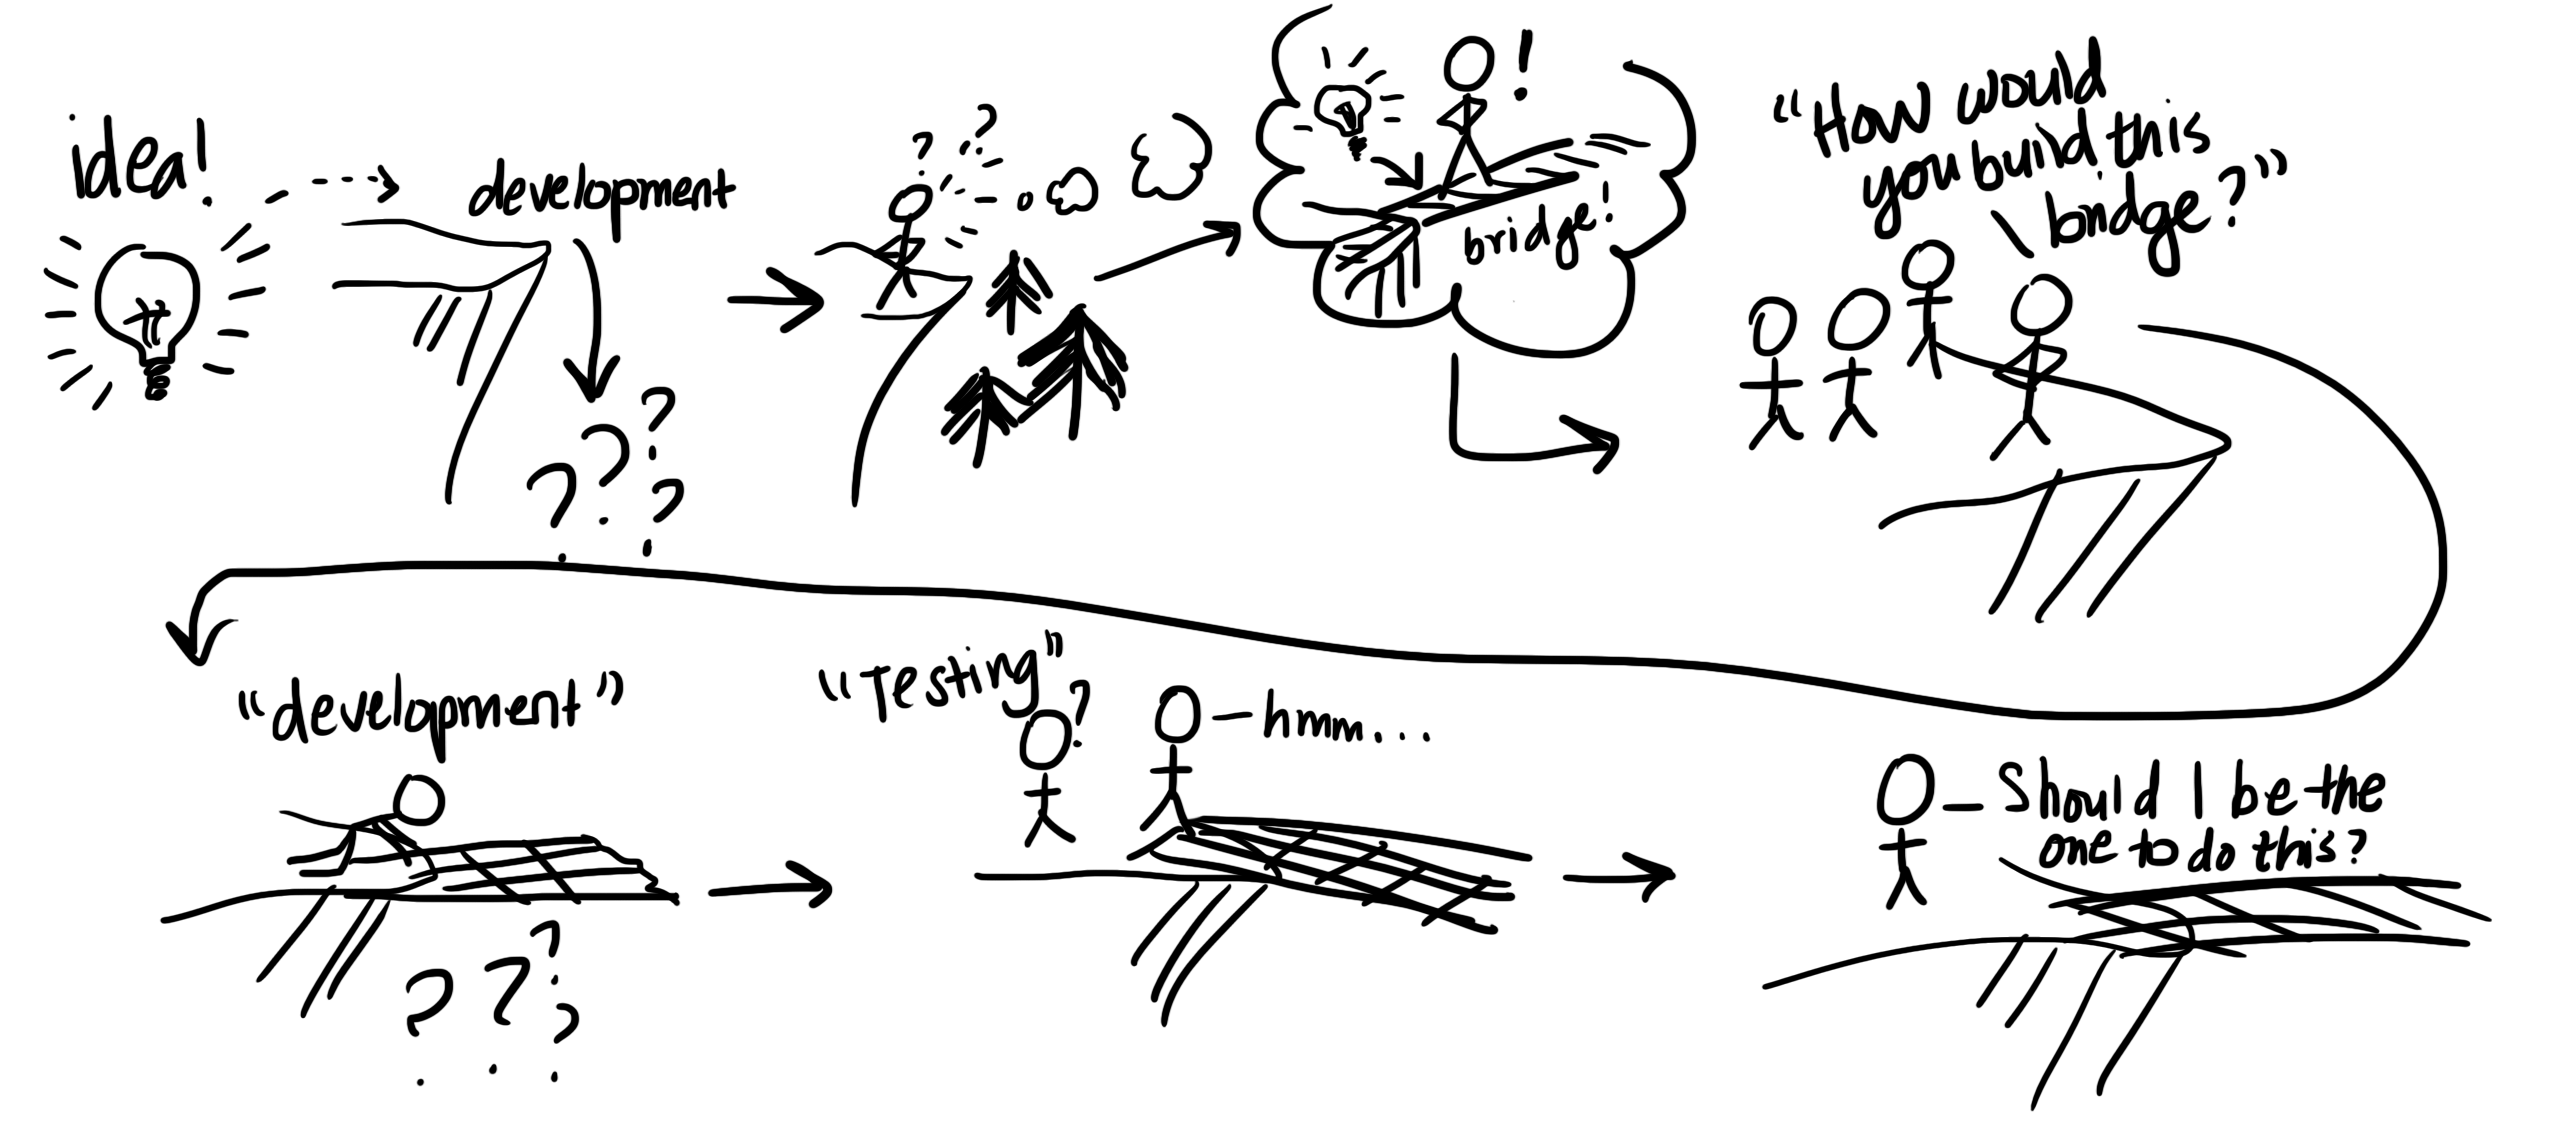 idea!
development
? ? ? ?
? ?
!
bridge!
"How would
you build this
bridge?"
"development"
? ? ? ?
"Testing"
?
hmm...
Should I be the
one to do this?